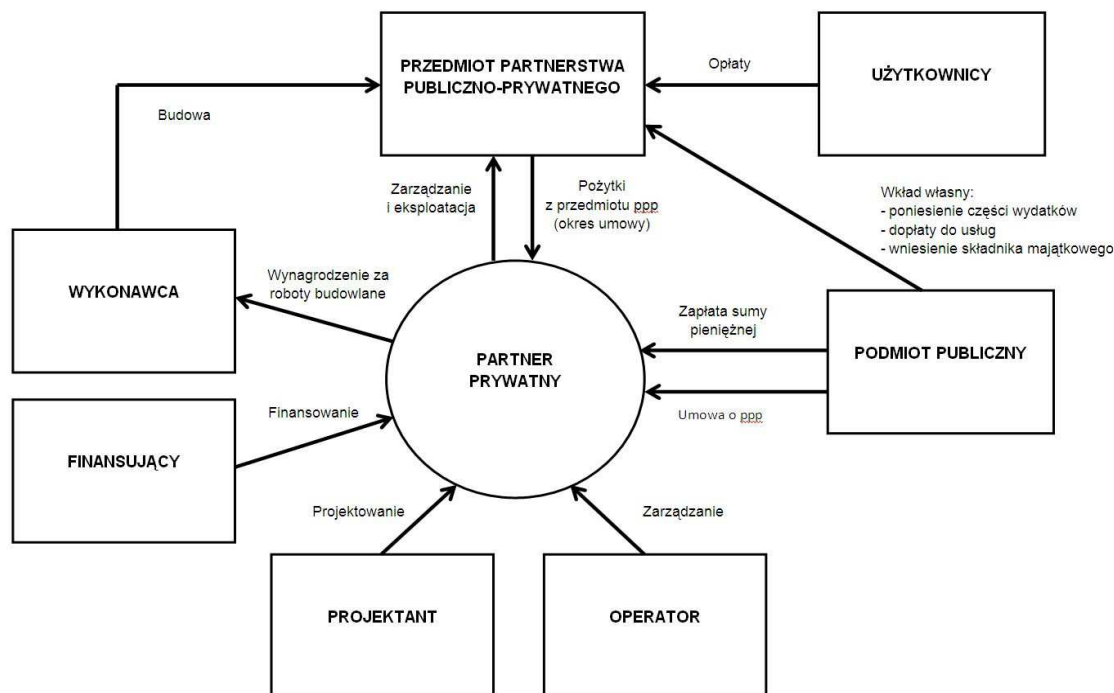 PRZEDMIOT PARTNERSTWA
PUBLICZNO-PRYWATNEGO
Opłaty
UŻYTKOWNICY
Budowa
Zarządzanie
i eksploatacja
Pożytki
z przedmiotu ppp
(okres umowy)
Wkład własny:
- poniesienie części wydatków
- dopłaty do usług
- wniesienie składnika majątkowego
WYKONAWCA
Wynagrodzenie za
roboty budowlane
Zapłata sumy
pieniężnej
PODMIOT PUBLICZNY
PARTNER
PRYWATNY
Umowa o ppp
Finansowanie
FINANSUJĄCY
Projektowanie
Zarządzanie
PROJEKTANT
OPERATOR